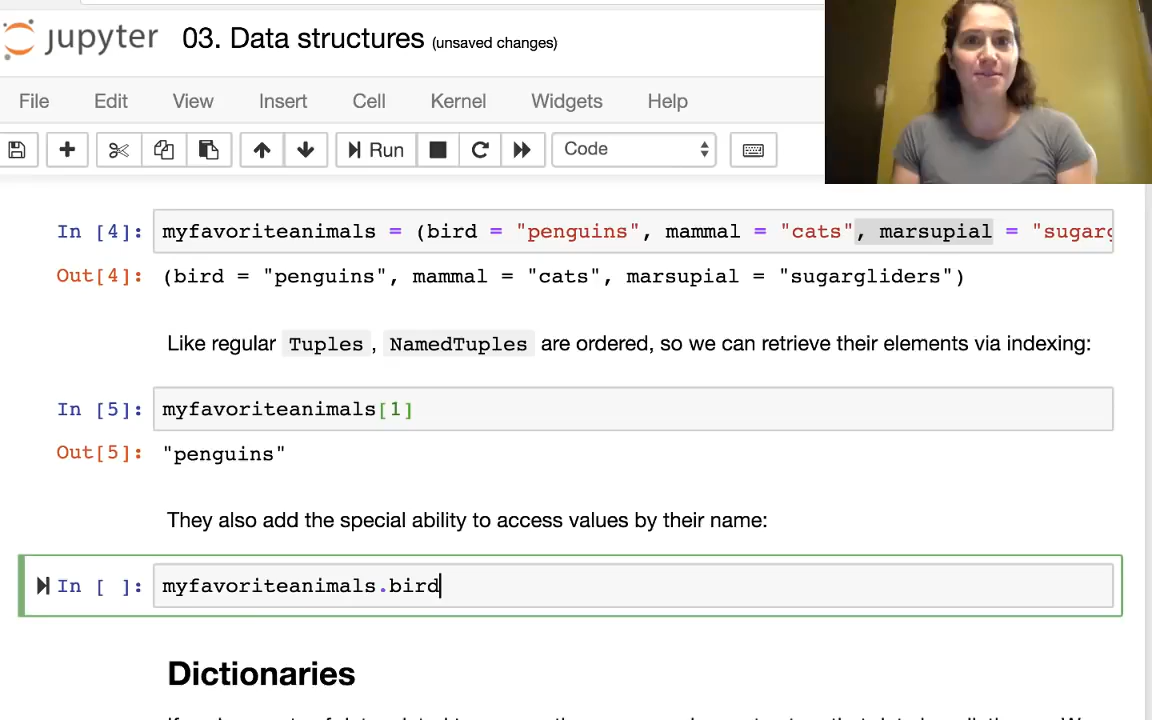 jupyter 03. Data structures (unsaved changes)
File Edit View Insert Cell Kernel Widgets Help
Run Code
In [4]: myfavoriteanimals = (bird = "penguins", mammal = "cats", marsupial = "sugarg
Out[4]: (bird = "penguins", mammal = "cats", marsupial = "sugargliders")
Like regular Tuples, NamedTuples are ordered, so we can retrieve their elements via indexing:
In [5]: myfavoriteanimals[1]
Out[5]: "penguins"
They also add the special ability to access values by their name:
In [ ]: myfavoriteanimals.bird
Dictionaries